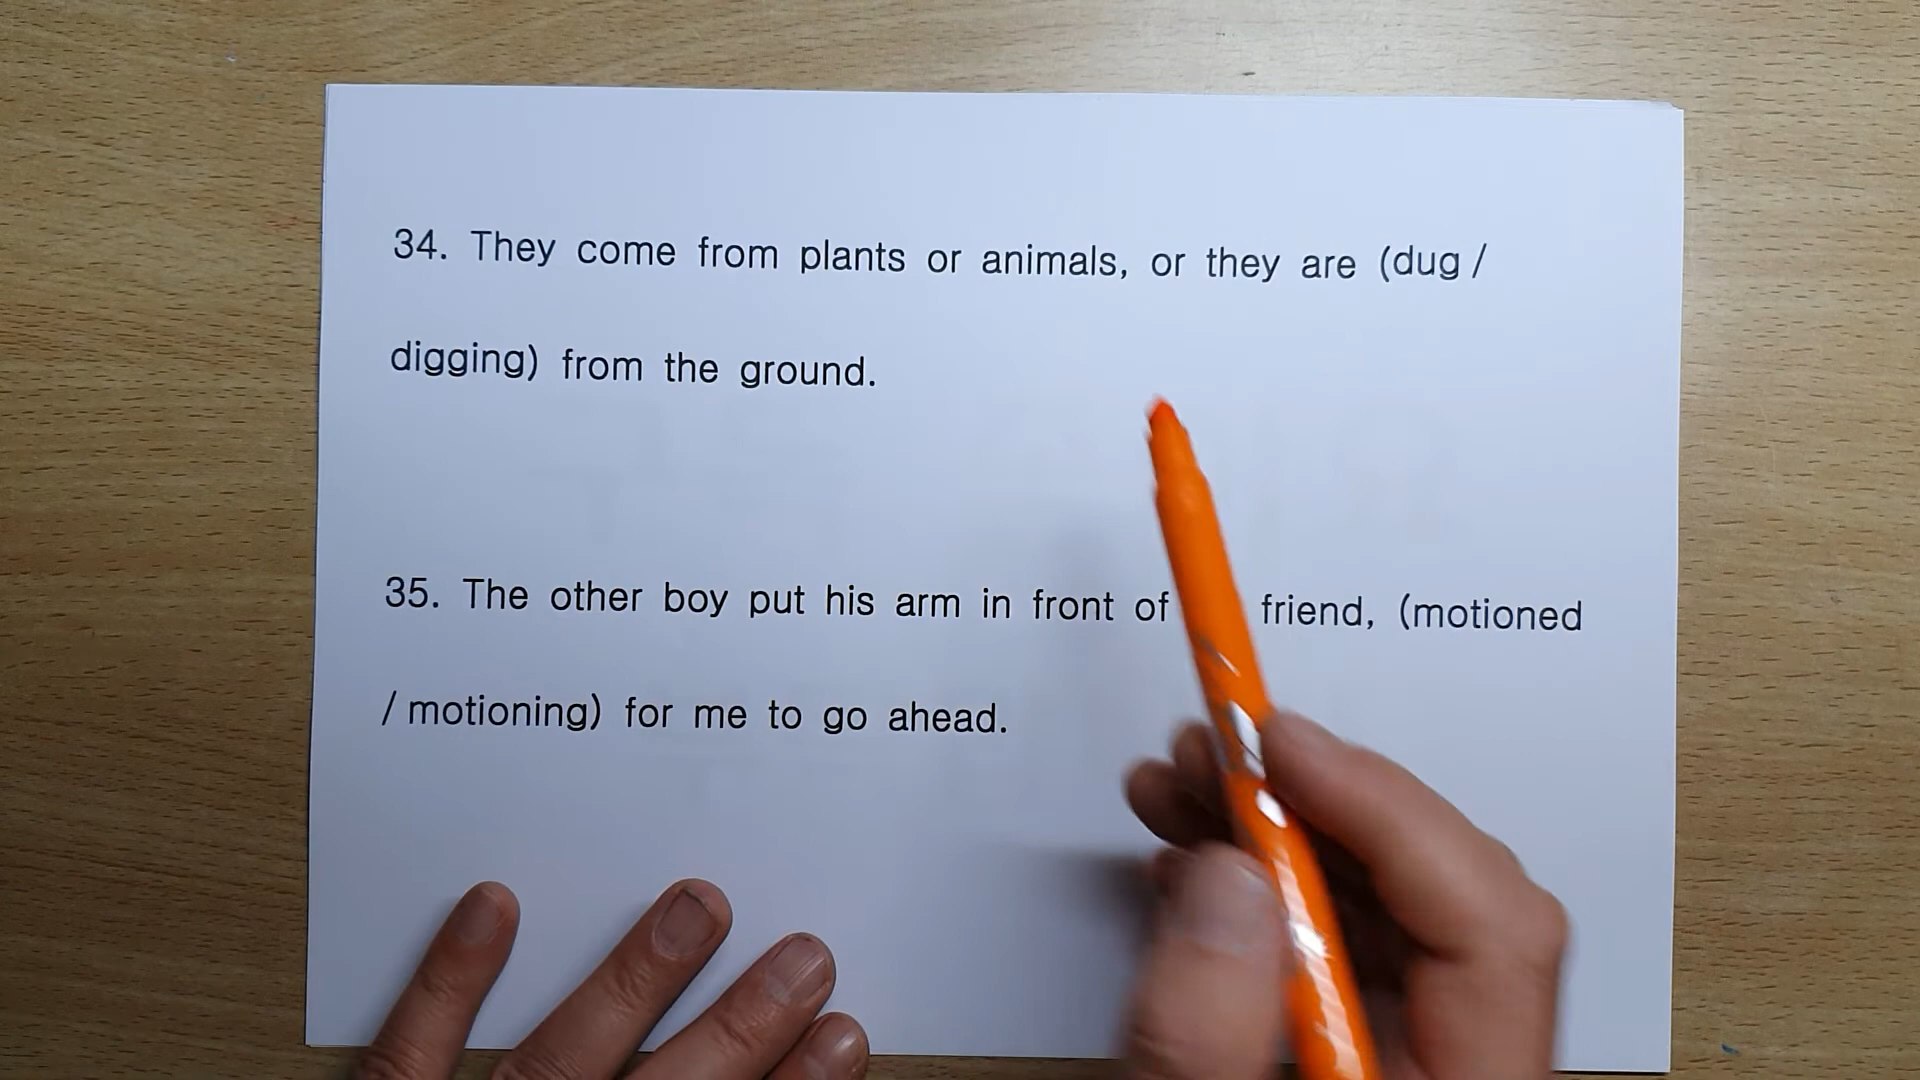 34. They come from plants or animals, or they are (dug /
digging) from the ground.
35. The other boy put his arm in front of friend, (motioned
/ motioning) for me to go ahead.